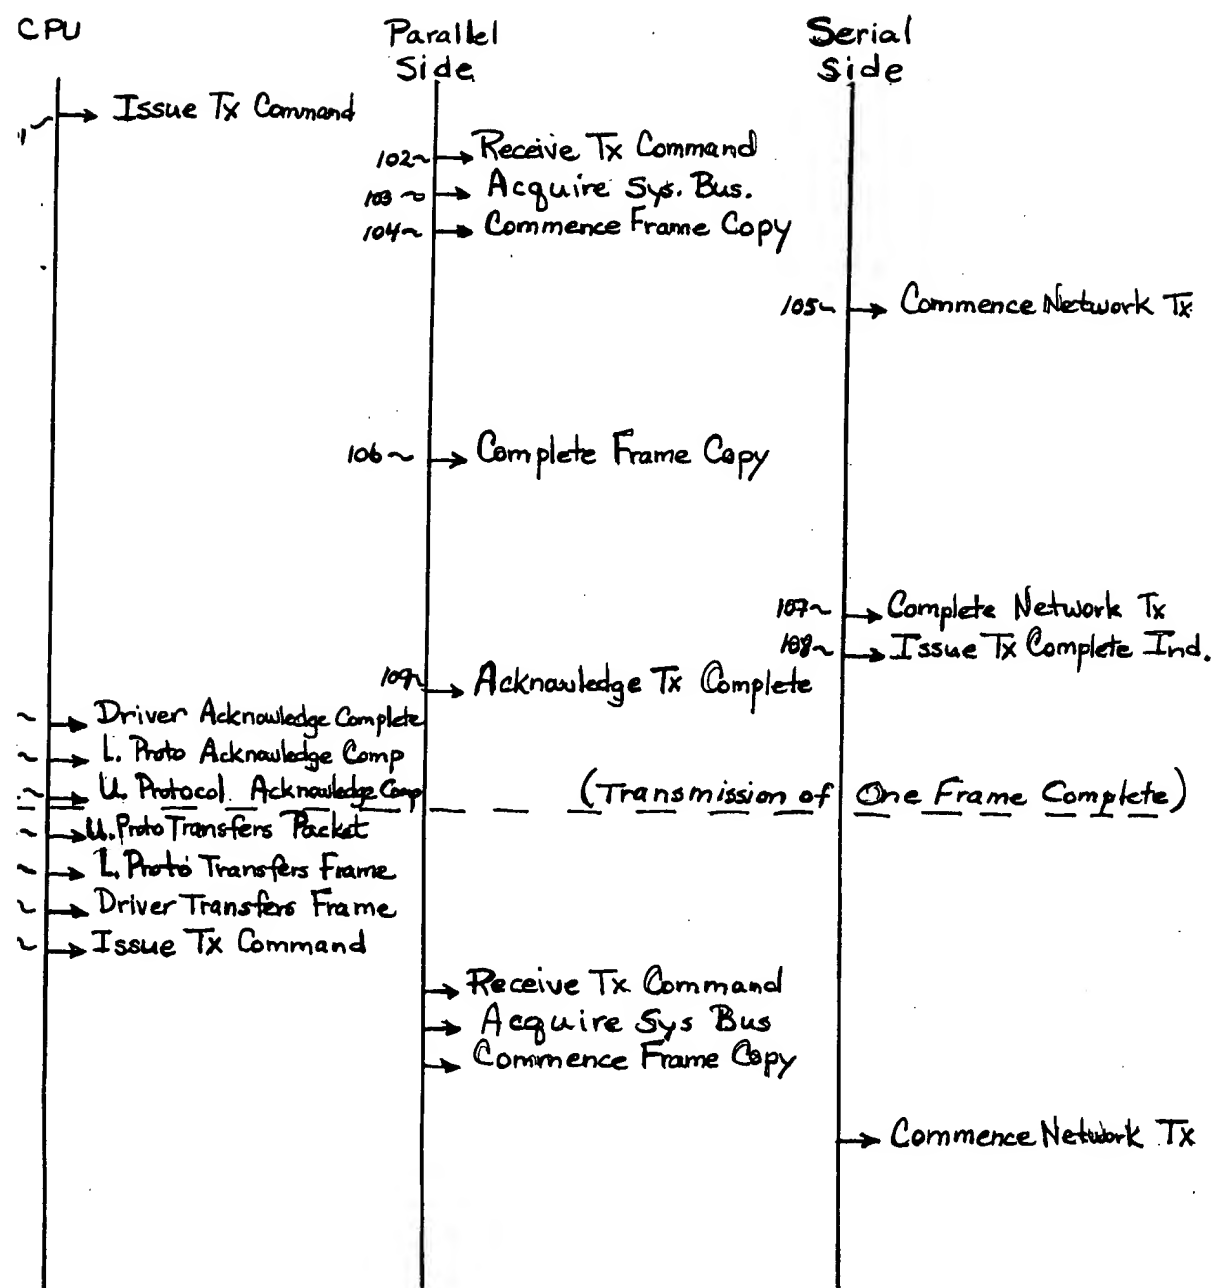 CPU
Parallel
Side
Serial
Side
Issue Tx Command
102~ Receive Tx Command
103~ Acquire Sys. Bus.
104~ Commence Frame Copy
105~ Commence Network Tx
106~ Complete Frame Copy
107~ Complete Network Tx
108~ Issue Tx Complete Ind.
109~ Acknowledge Tx Complete
~ Driver Acknowledge Complete
~ L. Proto Acknowledge Comp
~ U. Protocol Acknowledge Comp
(Transmission of One Frame Complete)
~ U. Proto Transfers Packet
~ L. Proto Transfers Frame
~ Driver Transfers Frame
~ Issue Tx Command
Receive Tx Command
Acquire Sys Bus
Commence Frame Copy
Commence Network Tx